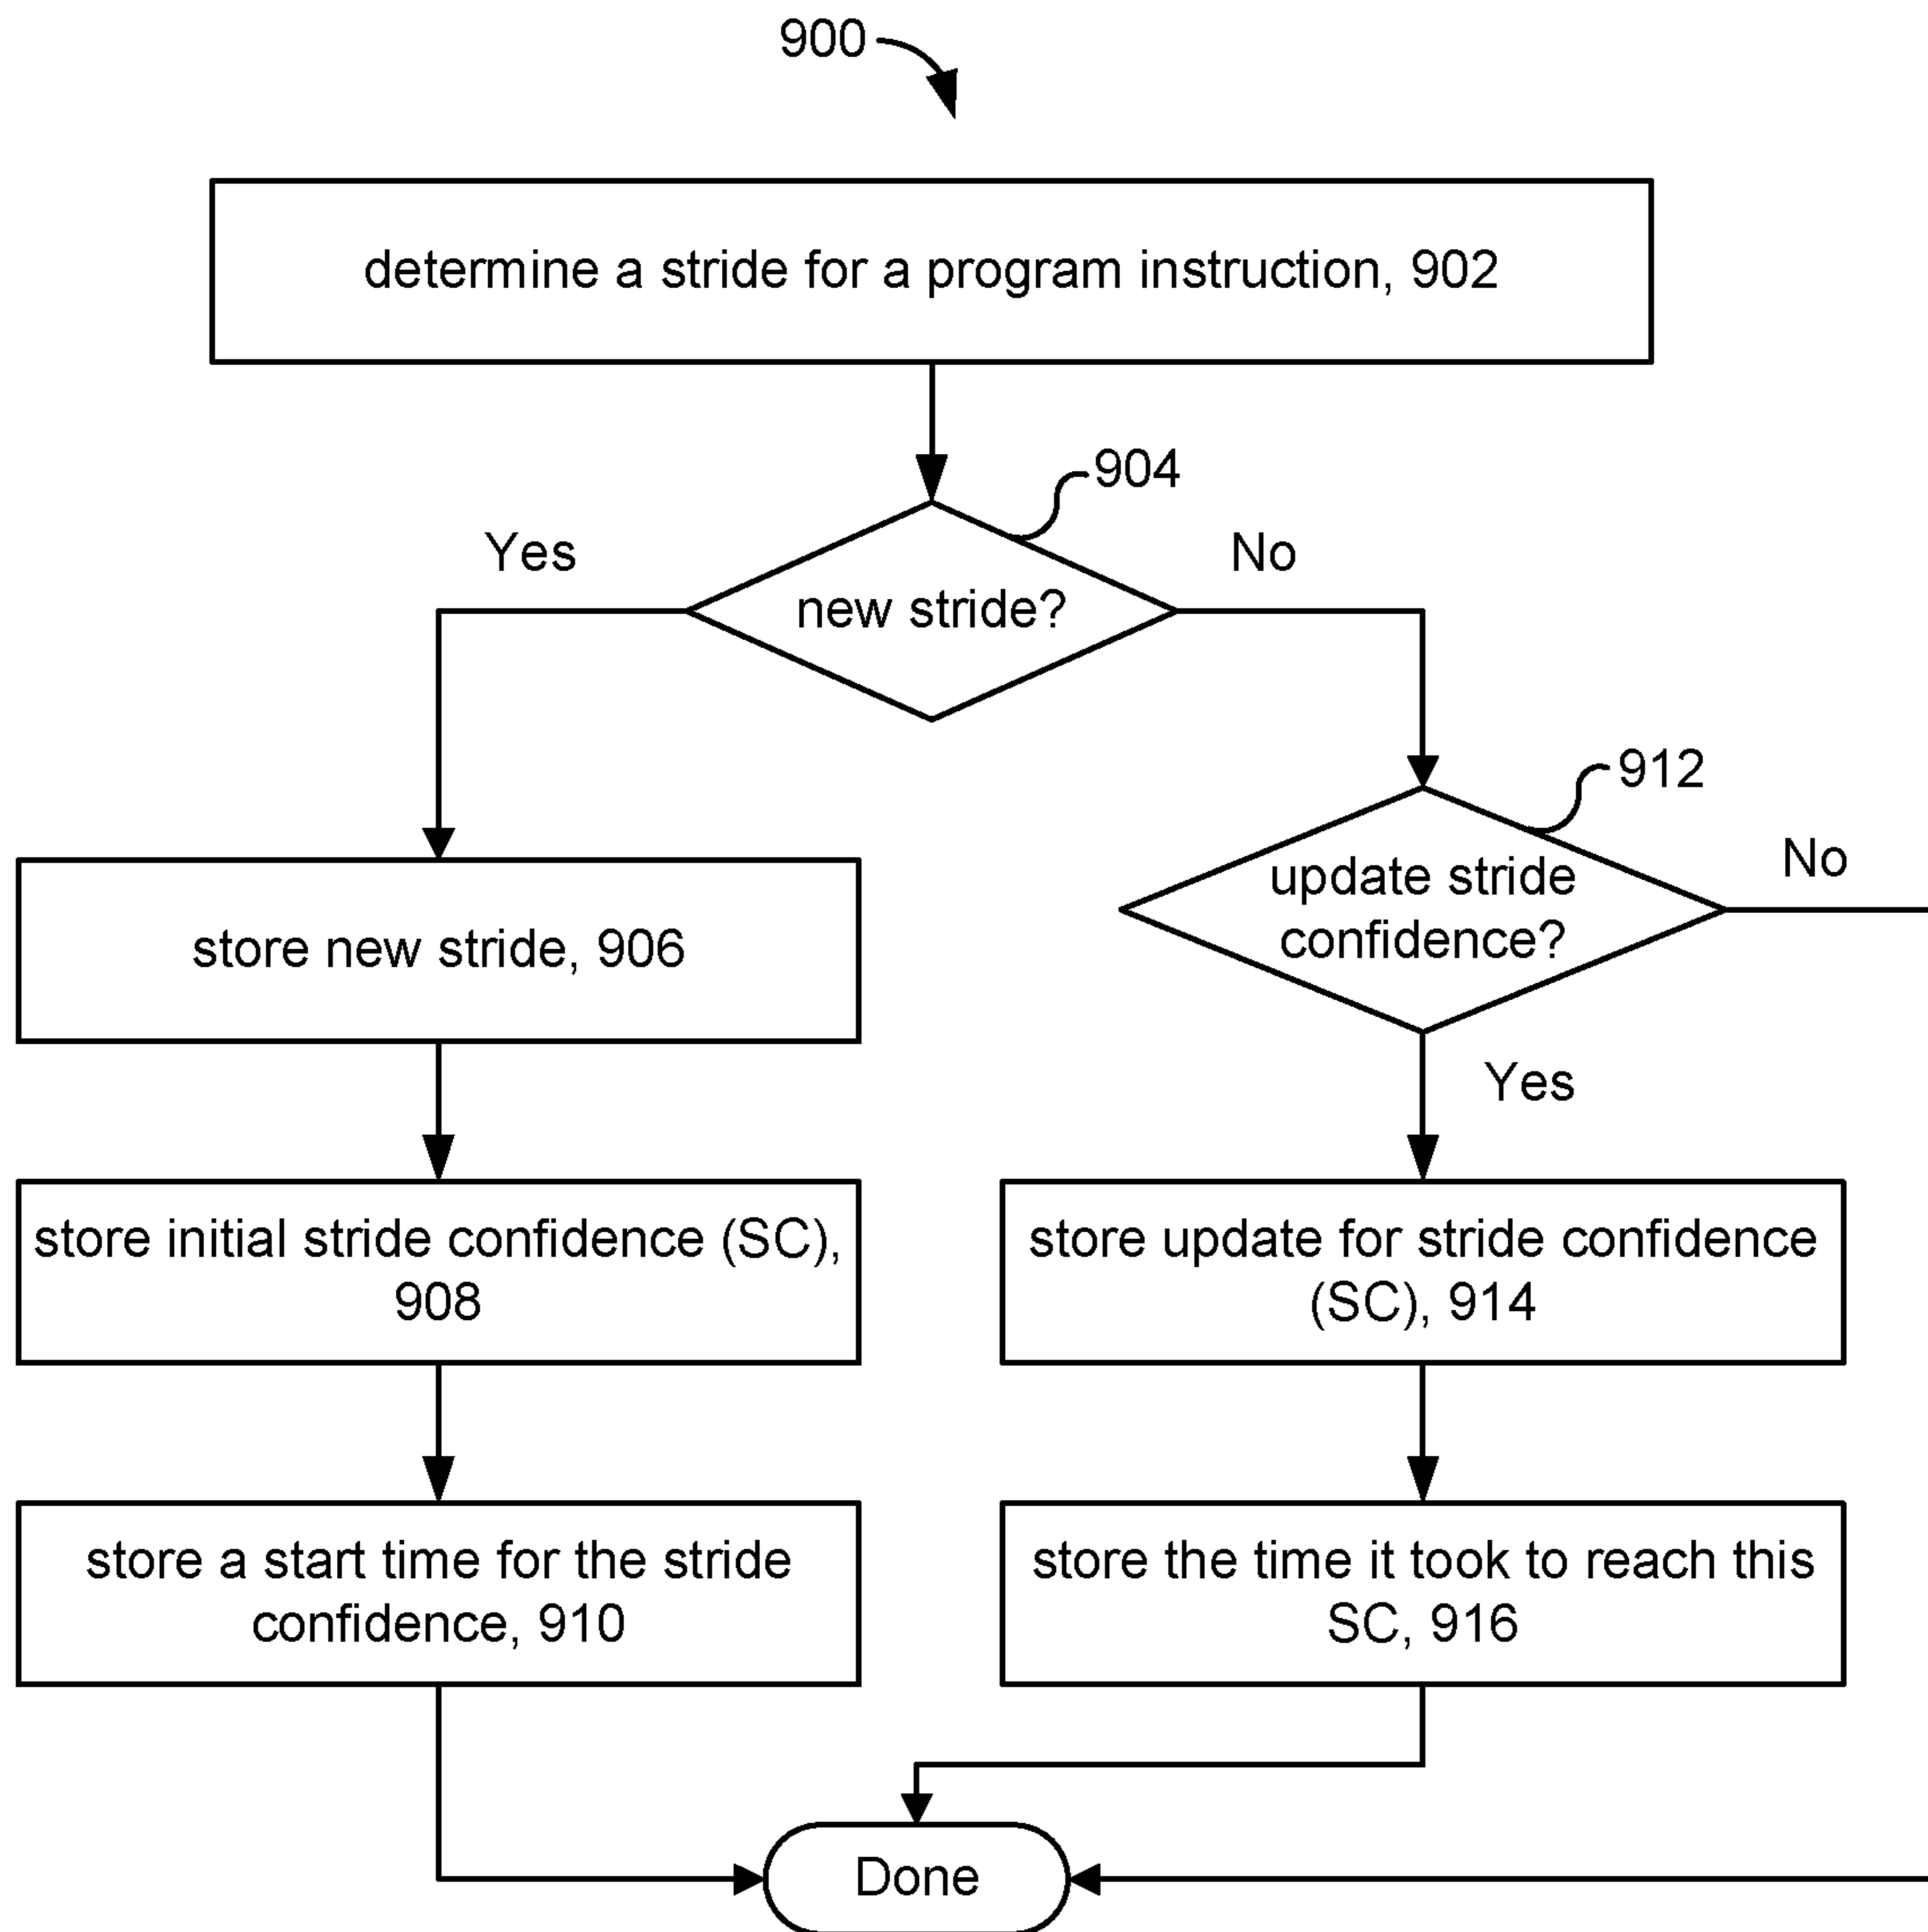 900
determine a stride for a program instruction, 902
904
Yes
No
new stride?
912
No
update stride
confidence?
store new stride, 906
Yes
store initial stride confidence (SC),
908
store update for stride confidence
(SC), 914
store a start time for the stride
confidence, 910
store the time it took to reach this
SC, 916
Done